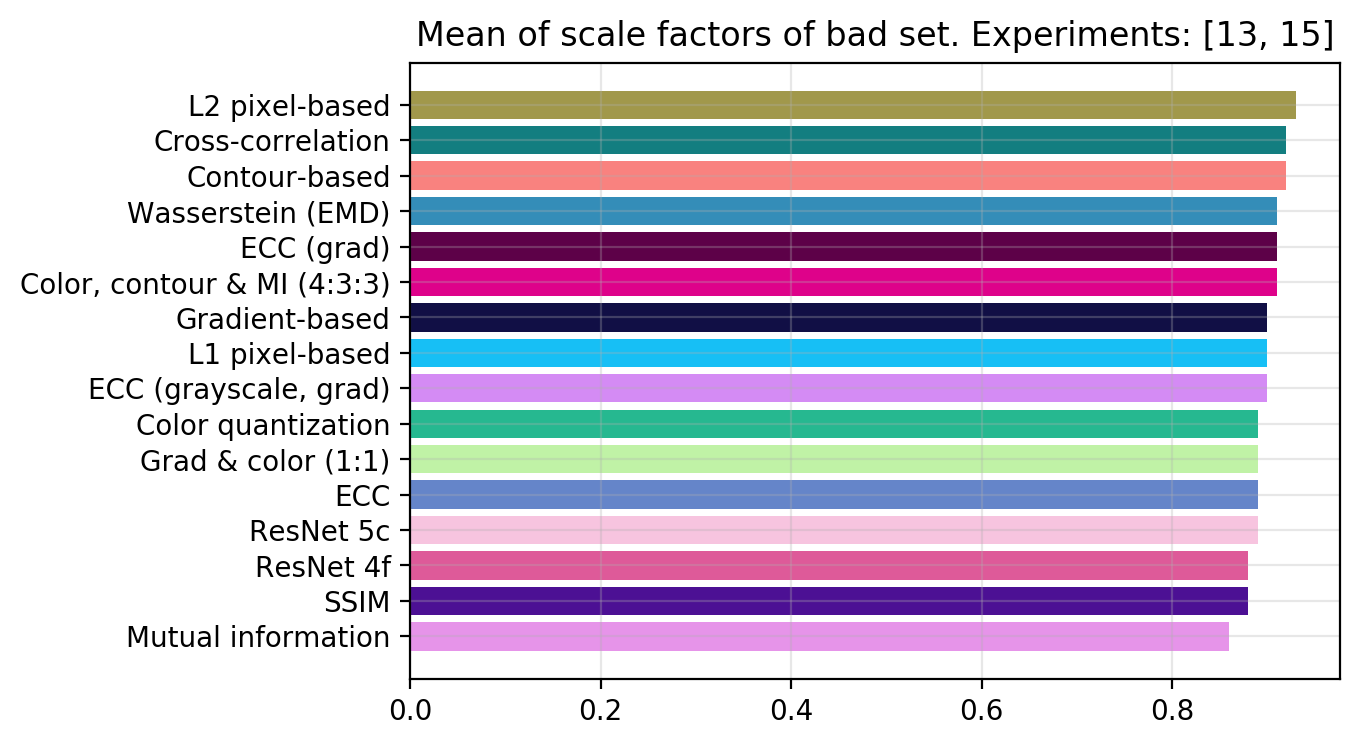 Mean of scale factors of bad set. Experiments: [13, 15]
L2 pixel-based
Cross-correlation
Contour-based
Wasserstein (EMD)
ECC (grad)
Color, contour & MI (4:3:3)
Gradient-based
L1 pixel-based
ECC (grayscale, grad)
Color quantization
Grad & color (1:1)
ECC
ResNet 5c
ResNet 4f
SSIM
Mutual information
0.0 0.2 0.4 0.6 0.8